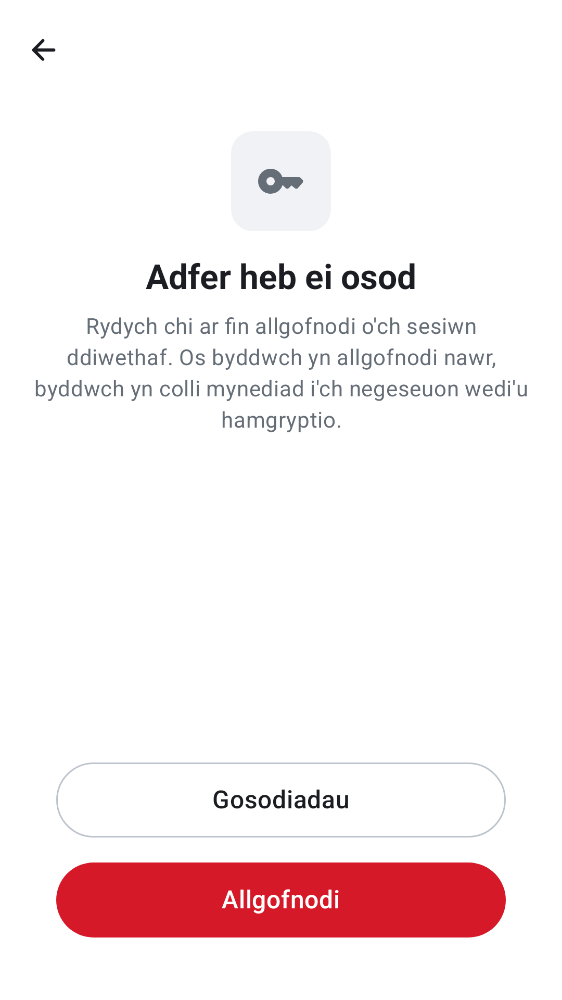 Adfer heb ei osod
Rydych chi ar fin allgofnodi o'ch sesiwn
ddiwethaf. Os byddwch yn allgofnodi nawr,
byddwch yn colli mynediad i'ch negeseuon wedi'u
hamgryptio.
Gosodiadau
Allgofnodi